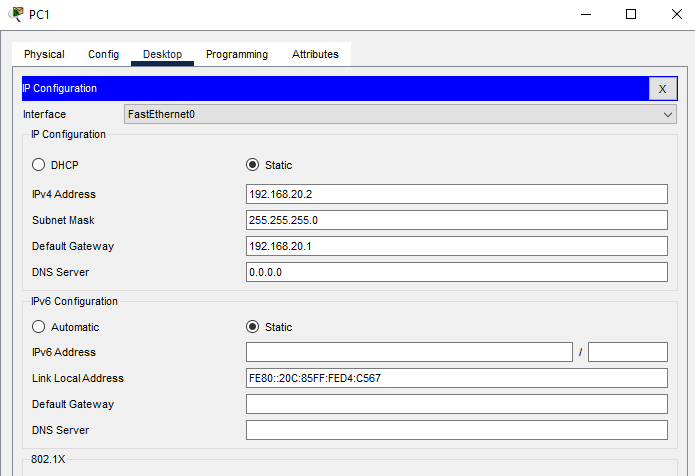 PC1
Physical Config Desktop Programming Attributes
IP Configuration X
Interface FastEthernet0
IP Configuration
DHCP Static
IPv4 Address 192.168.20.2
Subnet Mask 255.255.255.0
Default Gateway 192.168.20.1
DNS Server 0.0.0.0
IPv6 Configuration
Automatic Static
IPv6 Address /
Link Local Address FE80::20C:85FF:FED4:C567
Default Gateway
DNS Server
802.1X